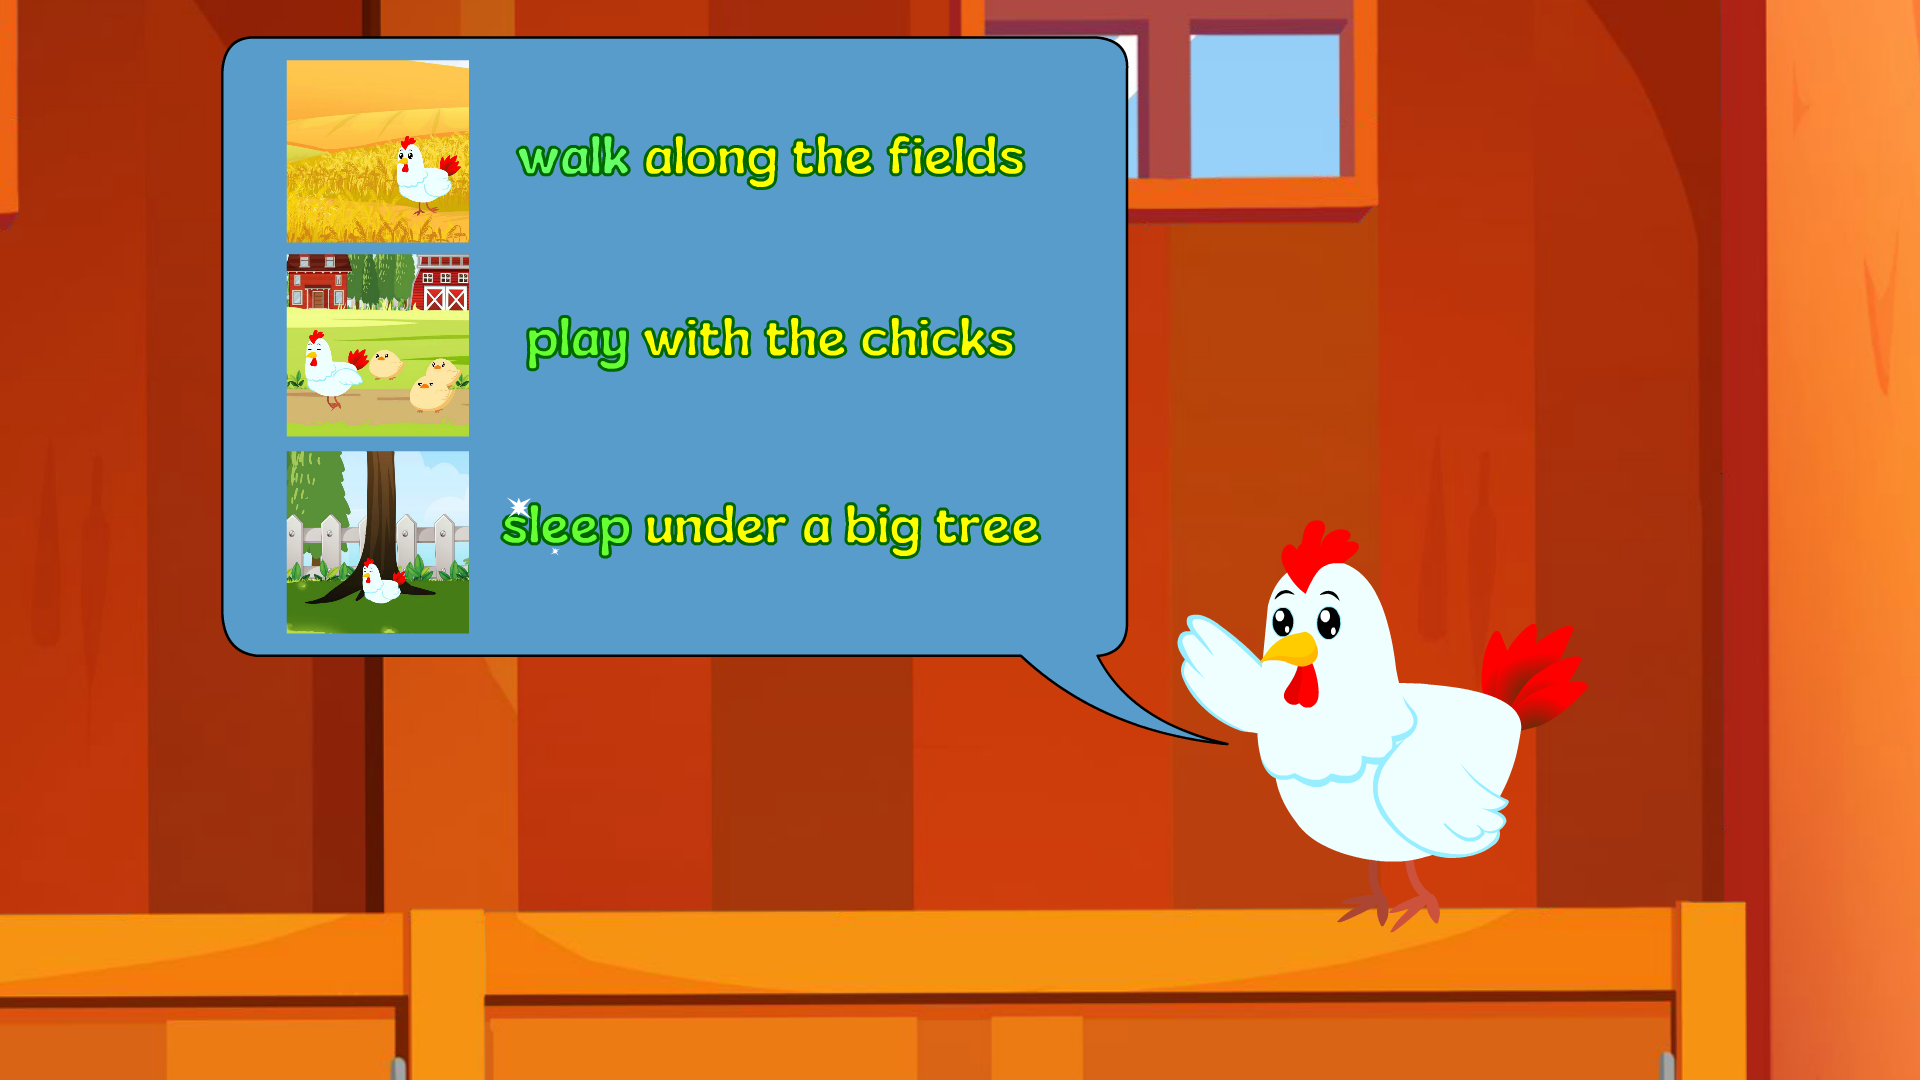 walk along the fields
play with the chicks
sleep under a big tree